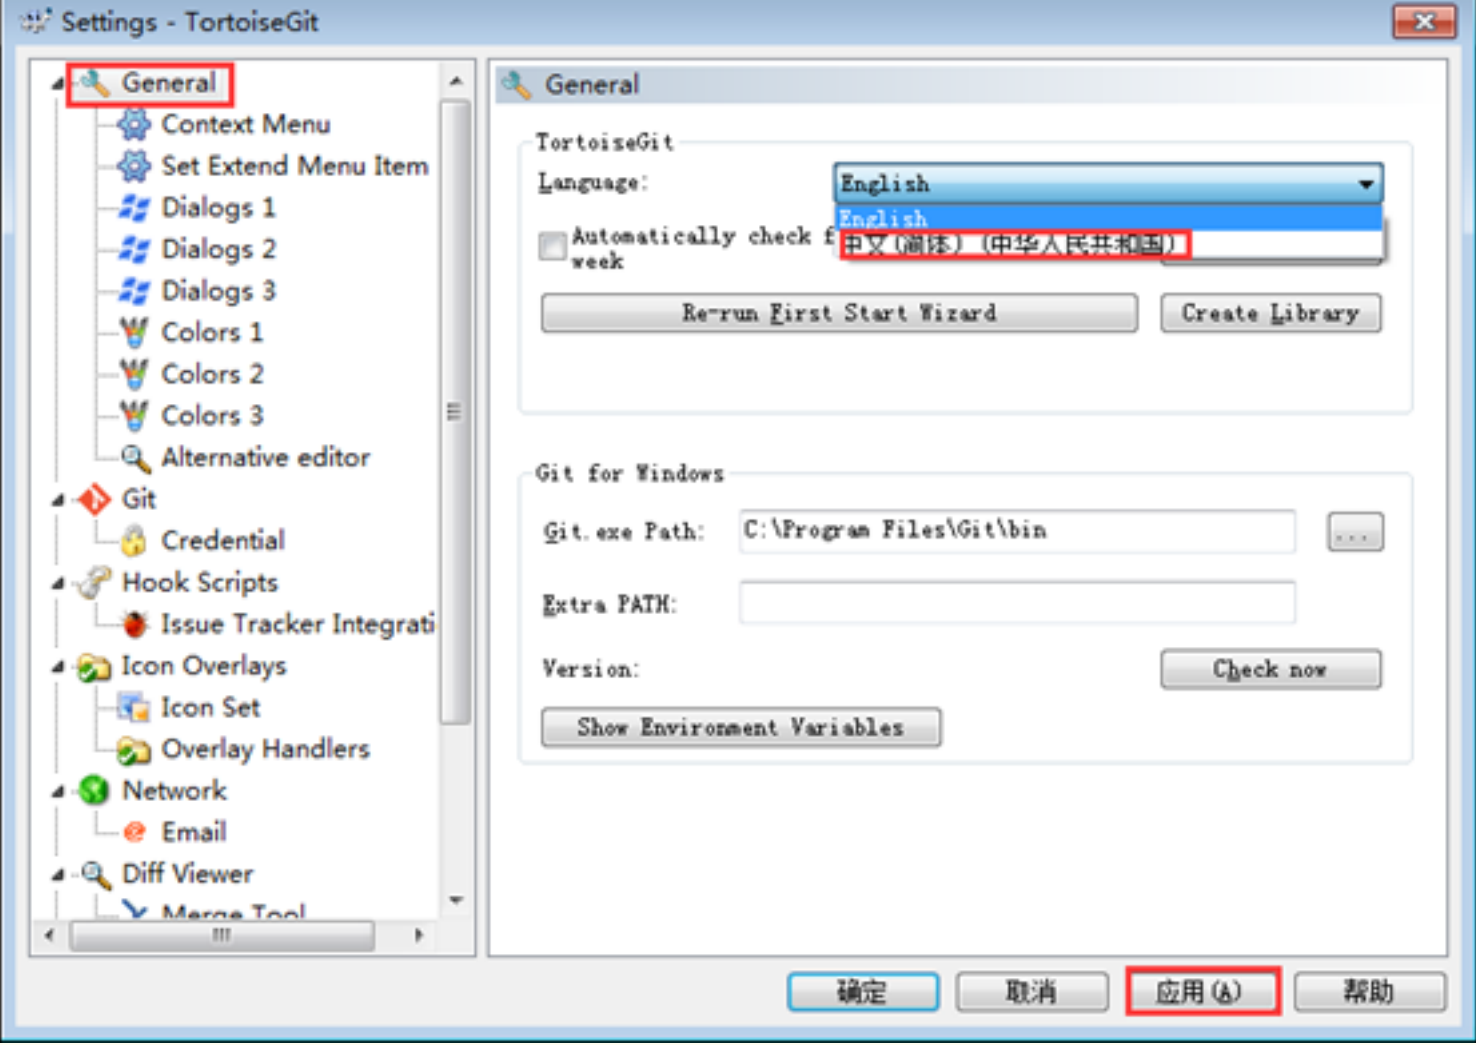 Settings - TortoiseGit
General
Context Menu
Set Extend Menu Item
Dialogs 1
Dialogs 2
Dialogs 3
Colors 1
Colors 2
Colors 3
Alternative editor
Git
Credential
Hook Scripts
Issue Tracker Integrati
Icon Overlays
Icon Set
Overlay Handlers
Network
Email
Diff Viewer
Merge Tool
General
TortoiseGit
Language:
English
English
中文(简体) (中华人民共和国)
Automatically check f
week
Re-run First Start Wizard
Create Library
Git for Windows
Git.exe Path:
C:\Program Files\Git\bin
...
Extra PATH:
Version:
Check now
Show Environment Variables
确定
取消
应用(A)
帮助